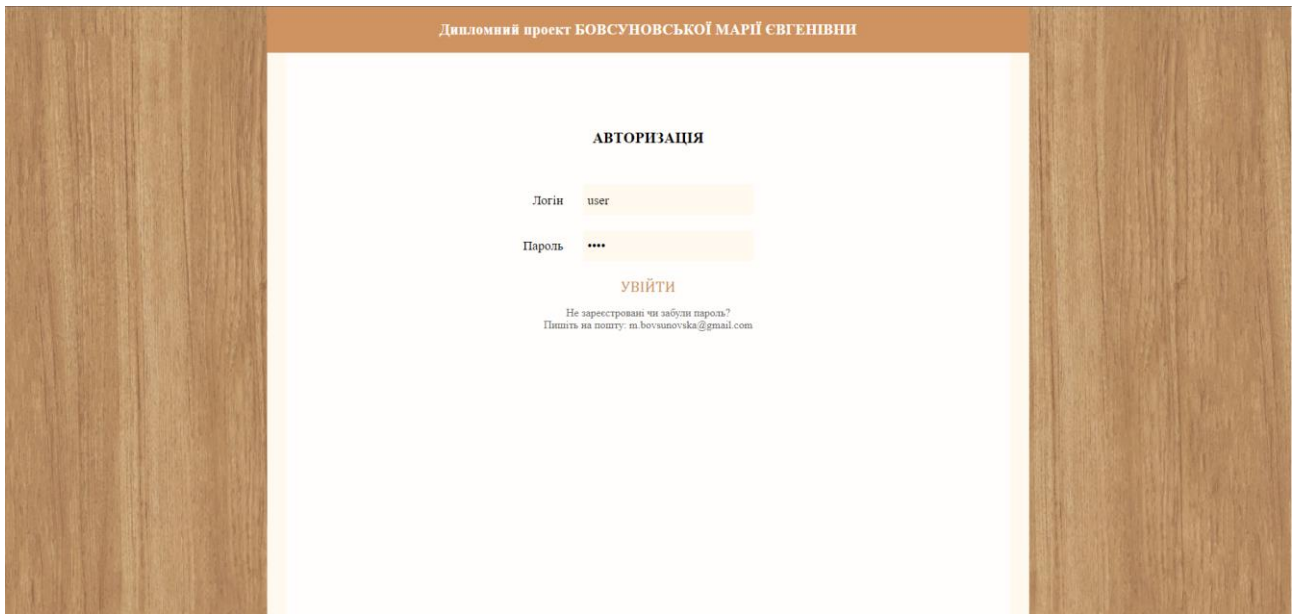 Дипломний проєкт БОВСУНОВСЬКОЇ МАРІЇ ЄВГЕНІВНИ
АВТОРИЗАЦІЯ
Логін user
Пароль ••••
УВІЙТИ
Не зареєстровані чи забули пароль?
Пишіть на пошту: m.bovsunovska@gmail.com